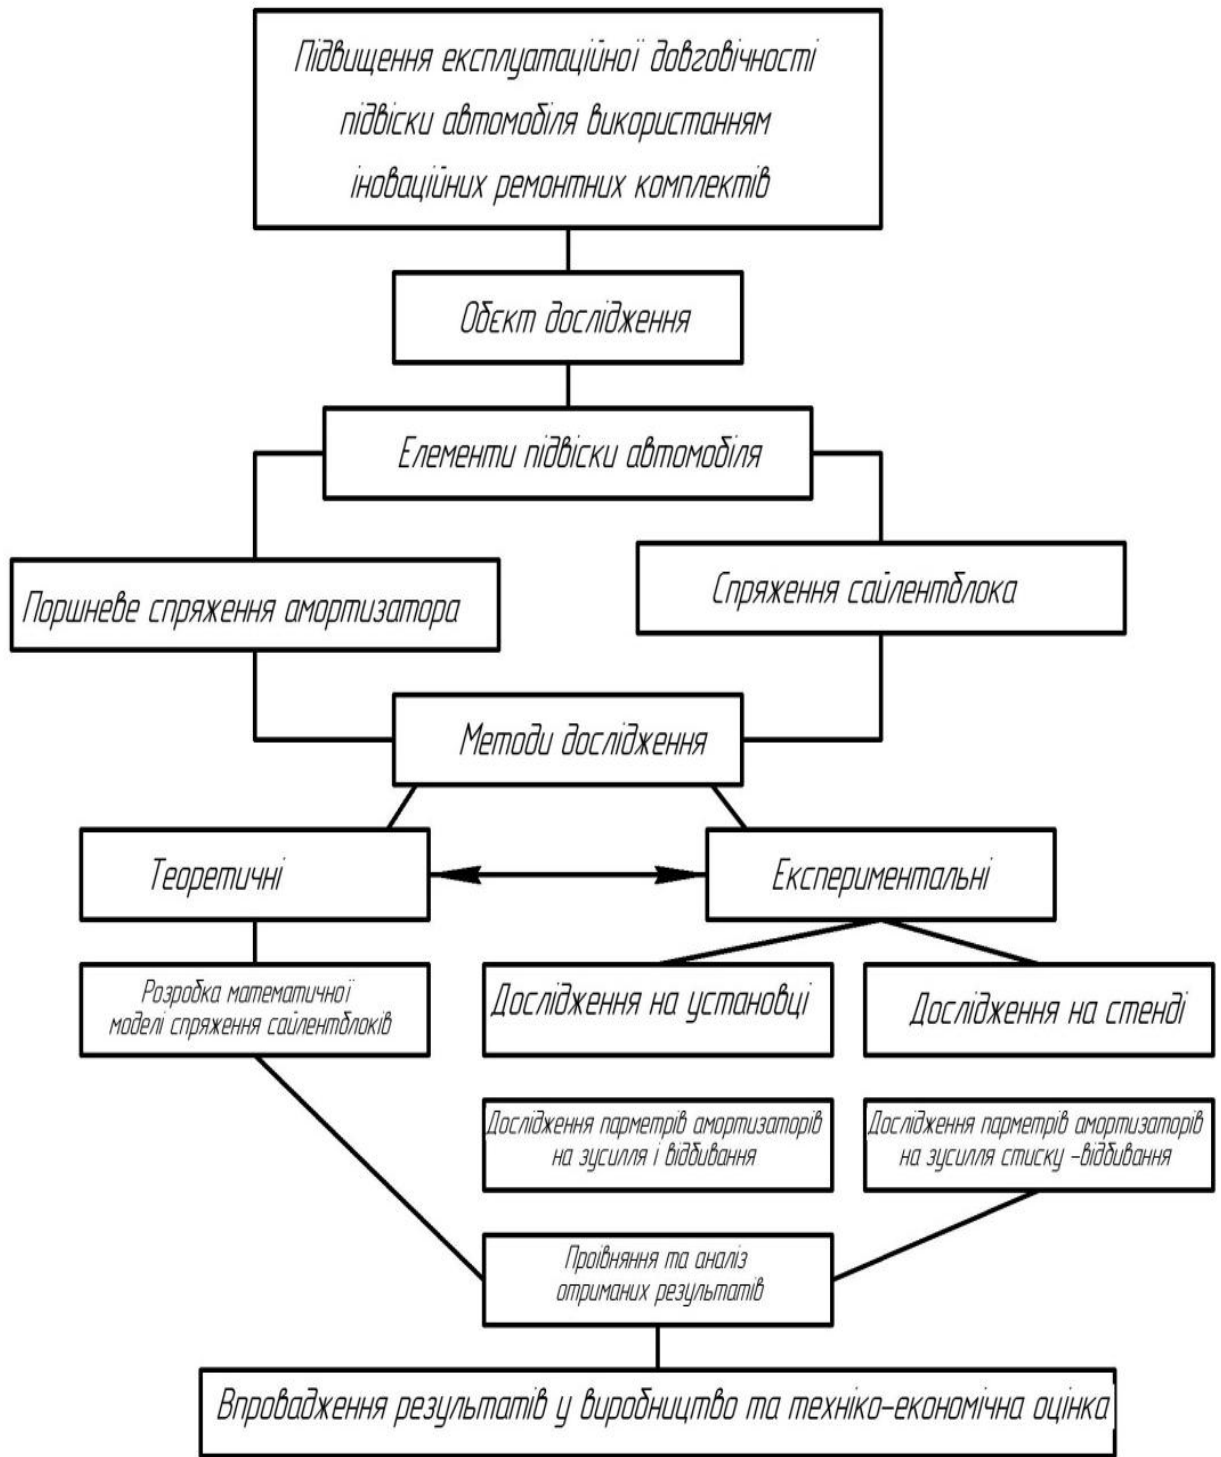 Підвищення експлуатаційної довговічності
підвіски автомобіля використанням
іноваційних ремонтних комплектів
Обєкт дослідження
Елементи підвіски автомобіля
Поршневе спряження амортизатора
Спряження сайлентблока
Методи дослідження
Теоретичні
Експериментальні
Розробка математичної
моделі спряження сайлентблоків
Дослідження на установці
Дослідження на стенді
Дослідження парметрів амортизаторів
на зусилля і відбивання
Дослідження парметрів амортизаторів
на зусилля стиску –відбивання
Проівняння та аналіз
отриманих результатів
Впровадження результатів у виробництво та техніко-економічна оцінка